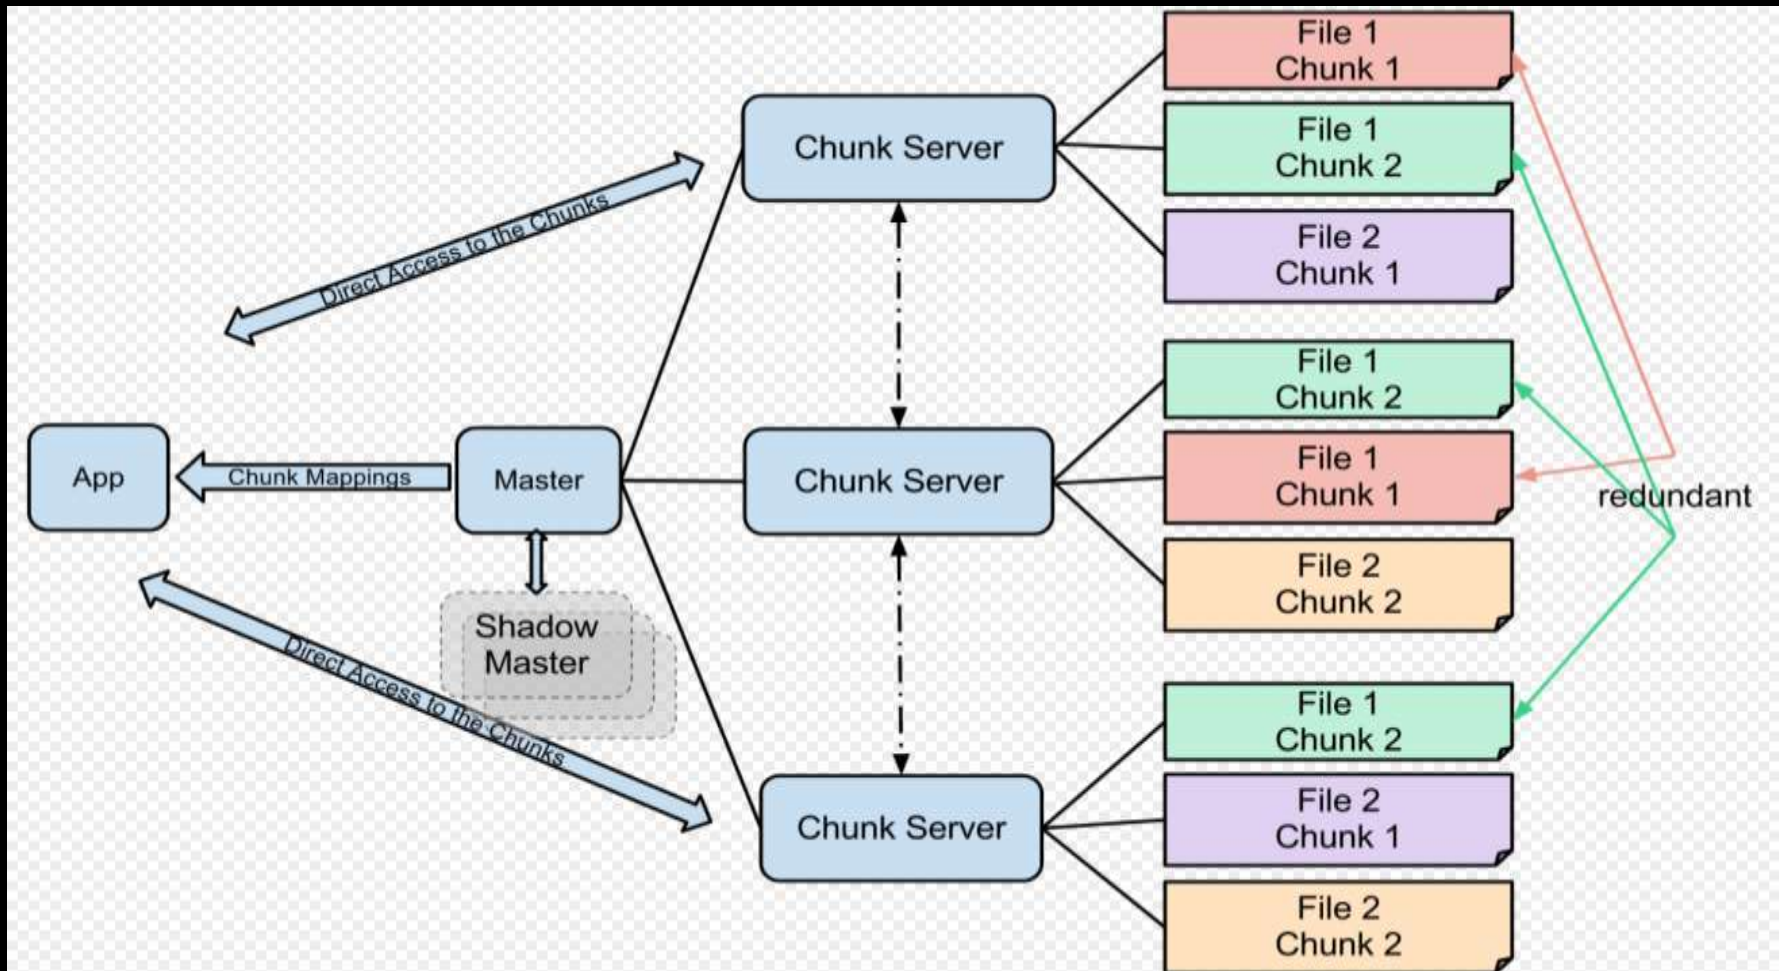 File 1
Chunk 1
File 1
Chunk 2
File 2
Chunk 1
Chunk Server
Direct Access to the Chunks
File 1
Chunk 2
File 1
Chunk 1
File 2
Chunk 2
Chunk Server
redundant
App
Chunk Mappings
Master
Shadow
Master
Direct Access to the Chunks
Chunk Server
File 1
Chunk 2
File 2
Chunk 1
File 2
Chunk 2